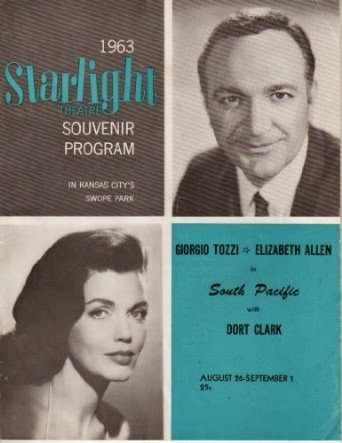 1963
Starlight
THEATRE
SOUVENIR
PROGRAM
IN KANSAS CITY'S
SWOPE PARK
GIORGIO TOZZI ☆ ELIZABETH ALLEN
in
South Pacific
with
DORT CLARK
AUGUST 26-SEPTEMBER 1
25c